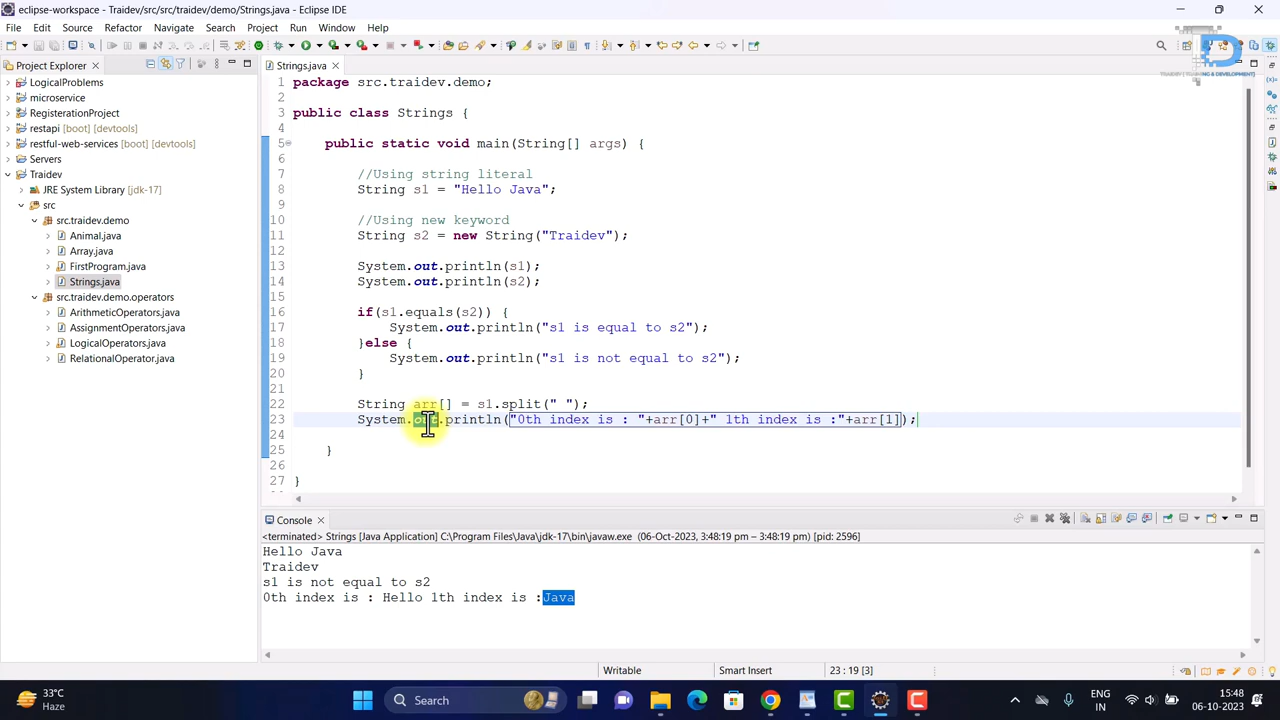 eclipse-workspace - Traidev/src/src/traidev/demo/Strings.java - Eclipse IDE
File Edit Source Refactor Navigate Search Project Run Window Help
TRAIDEV [TRAINING & DEVELOPMENT]
Project Explorer
LogicalProblems
microservice
RegisterationProject
restapi [boot] [devtools]
restful-web-services [boot] [devtools]
Servers
Traidev
JRE System Library [jdk-17]
src
src.traidev.demo
Animal.java
Array.java
FirstProgram.java
Strings.java
src.traidev.demo.operators
ArithmeticOperators.java
AssignmentOperators.java
LogicalOperators.java
RelationalOperator.java
Strings.java
1 package src.traidev.demo;
2
3 public class Strings {
4
5 public static void main(String[] args) {
6
7 //Using string literal
8 String s1 = "Hello Java";
9
10 //Using new keyword
11 String s2 = new String("Traidev");
12
13 System.out.println(s1);
14 System.out.println(s2);
15
16 if(s1.equals(s2)) {
17 System.out.println("s1 is equal to s2");
18 }else {
19 System.out.println("s1 is not equal to s2");
20 }
21
22 String arr[] = s1.split(" ");
23 System.out.println("0th index is : "+arr[0]+" 1th index is :"+arr[1]);
24
25 }
26
27 }
Console
<terminated> Strings [Java Application] C:\Program Files\Java\jdk-17\bin\javaw.exe (06-Oct-2023, 3:48:19 pm – 3:48:19 pm) [pid: 2596]
Hello Java
Traidev
s1 is not equal to s2
0th index is : Hello 1th index is :Java
Writable Smart Insert 23 : 19 [3]
33°C
Haze
Search
ENG
IN
15:48
06-10-2023